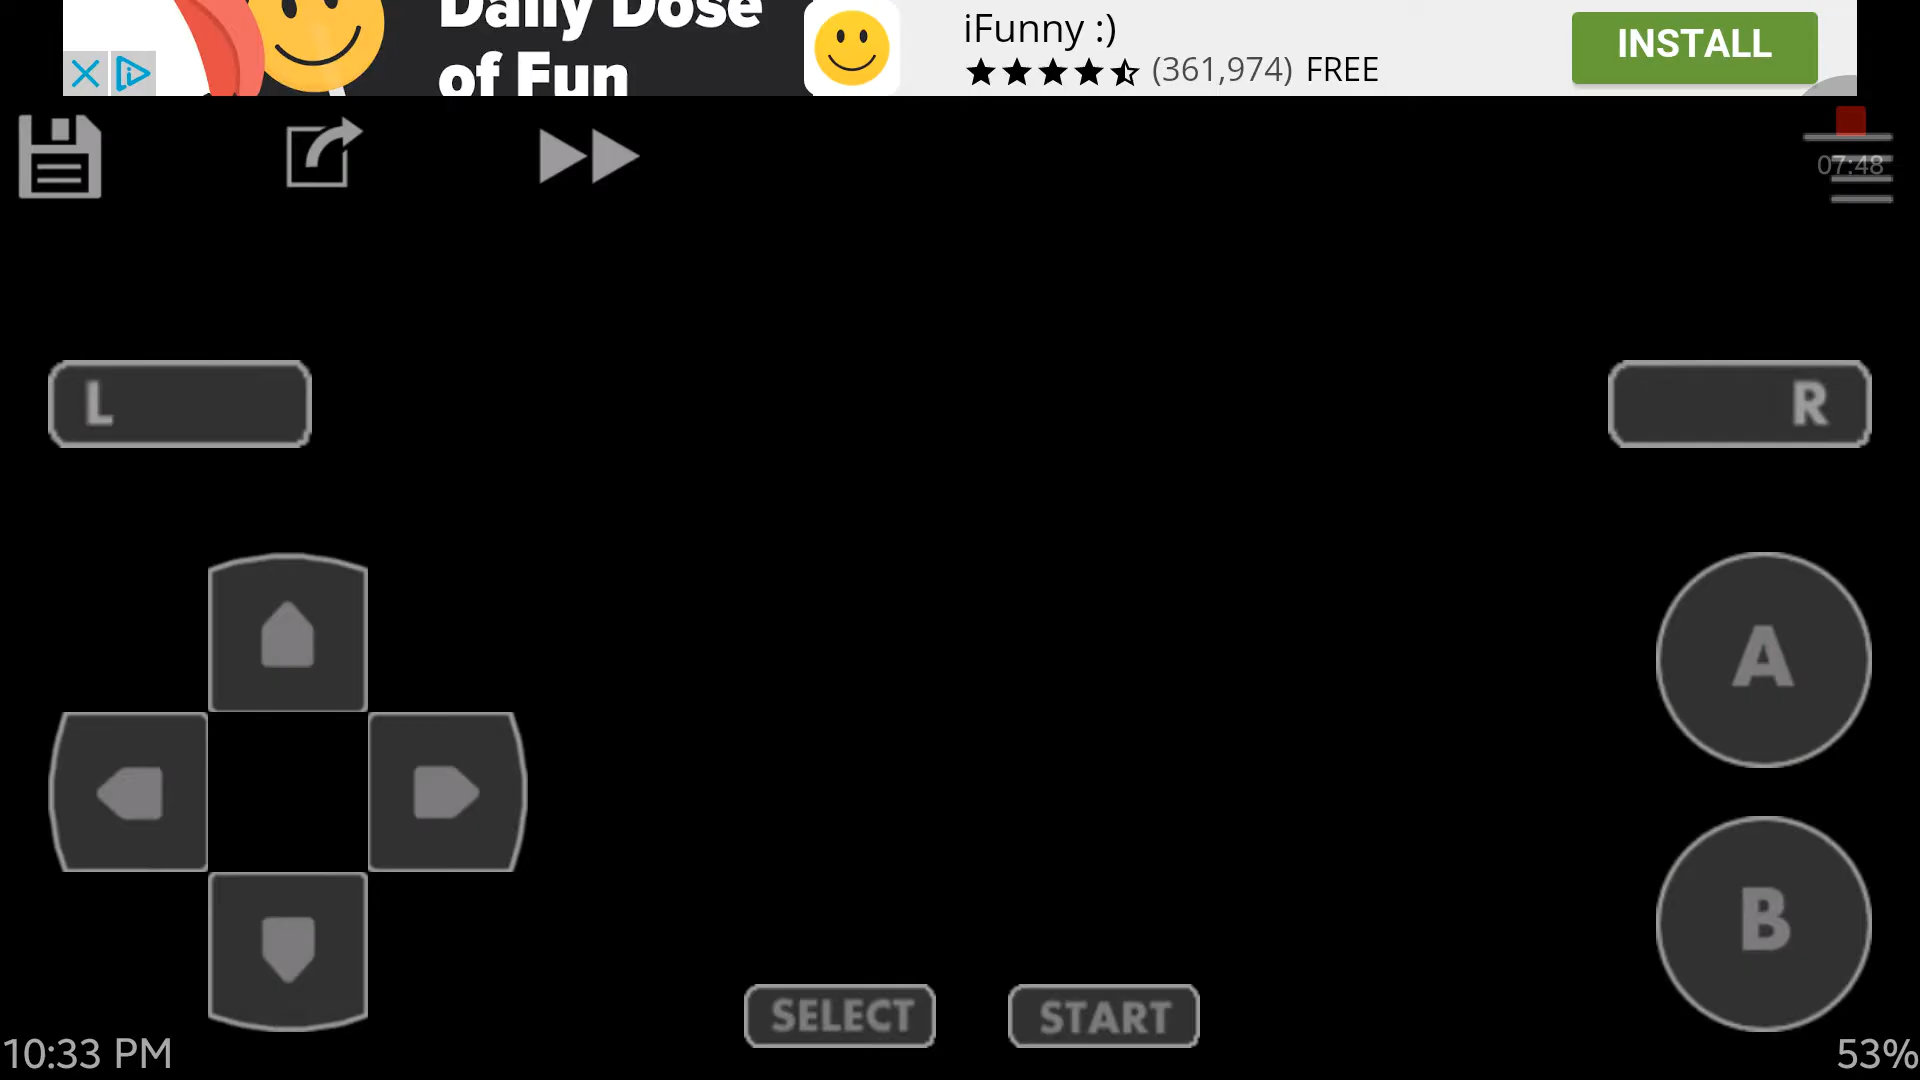 Daily Dose
of Fun
iFunny :)
(361,974) FREE
INSTALL
07:48
L
R
A
B
SELECT
START
10:33 PM
53%